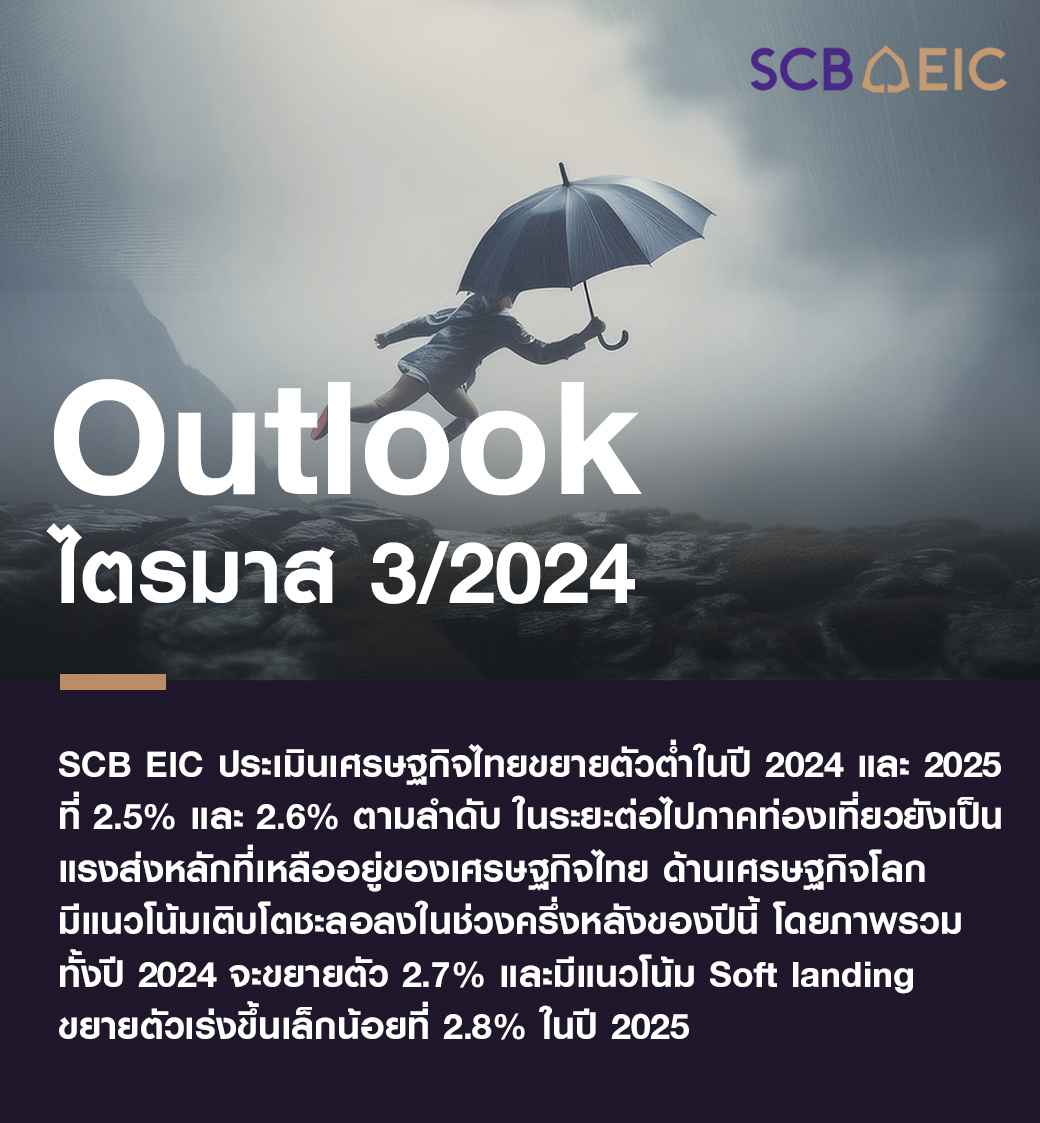 SCB EIC
Outlook
ไตรมาส 3/2024
SCB EIC ประเมินเศรษฐกิจไทยขยายตัวต่ำในปี 2024 และ 2025
ที่ 2.5% และ 2.6% ตามลำดับ ในระยะต่อไปภาคท่องเที่ยวยังเป็น
แรงส่งหลักที่เหลืออยู่ของเศรษฐกิจไทย ด้านเศรษฐกิจโลก
มีแนวโน้มเติบโตชะลอลงในช่วงครึ่งหลังของปีนี้ โดยภาพรวม
ทั้งปี 2024 จะขยายตัว 2.7% และมีแนวโน้ม Soft landing
ขยายตัวเร่งขึ้นเล็กน้อยที่ 2.8% ในปี 2025